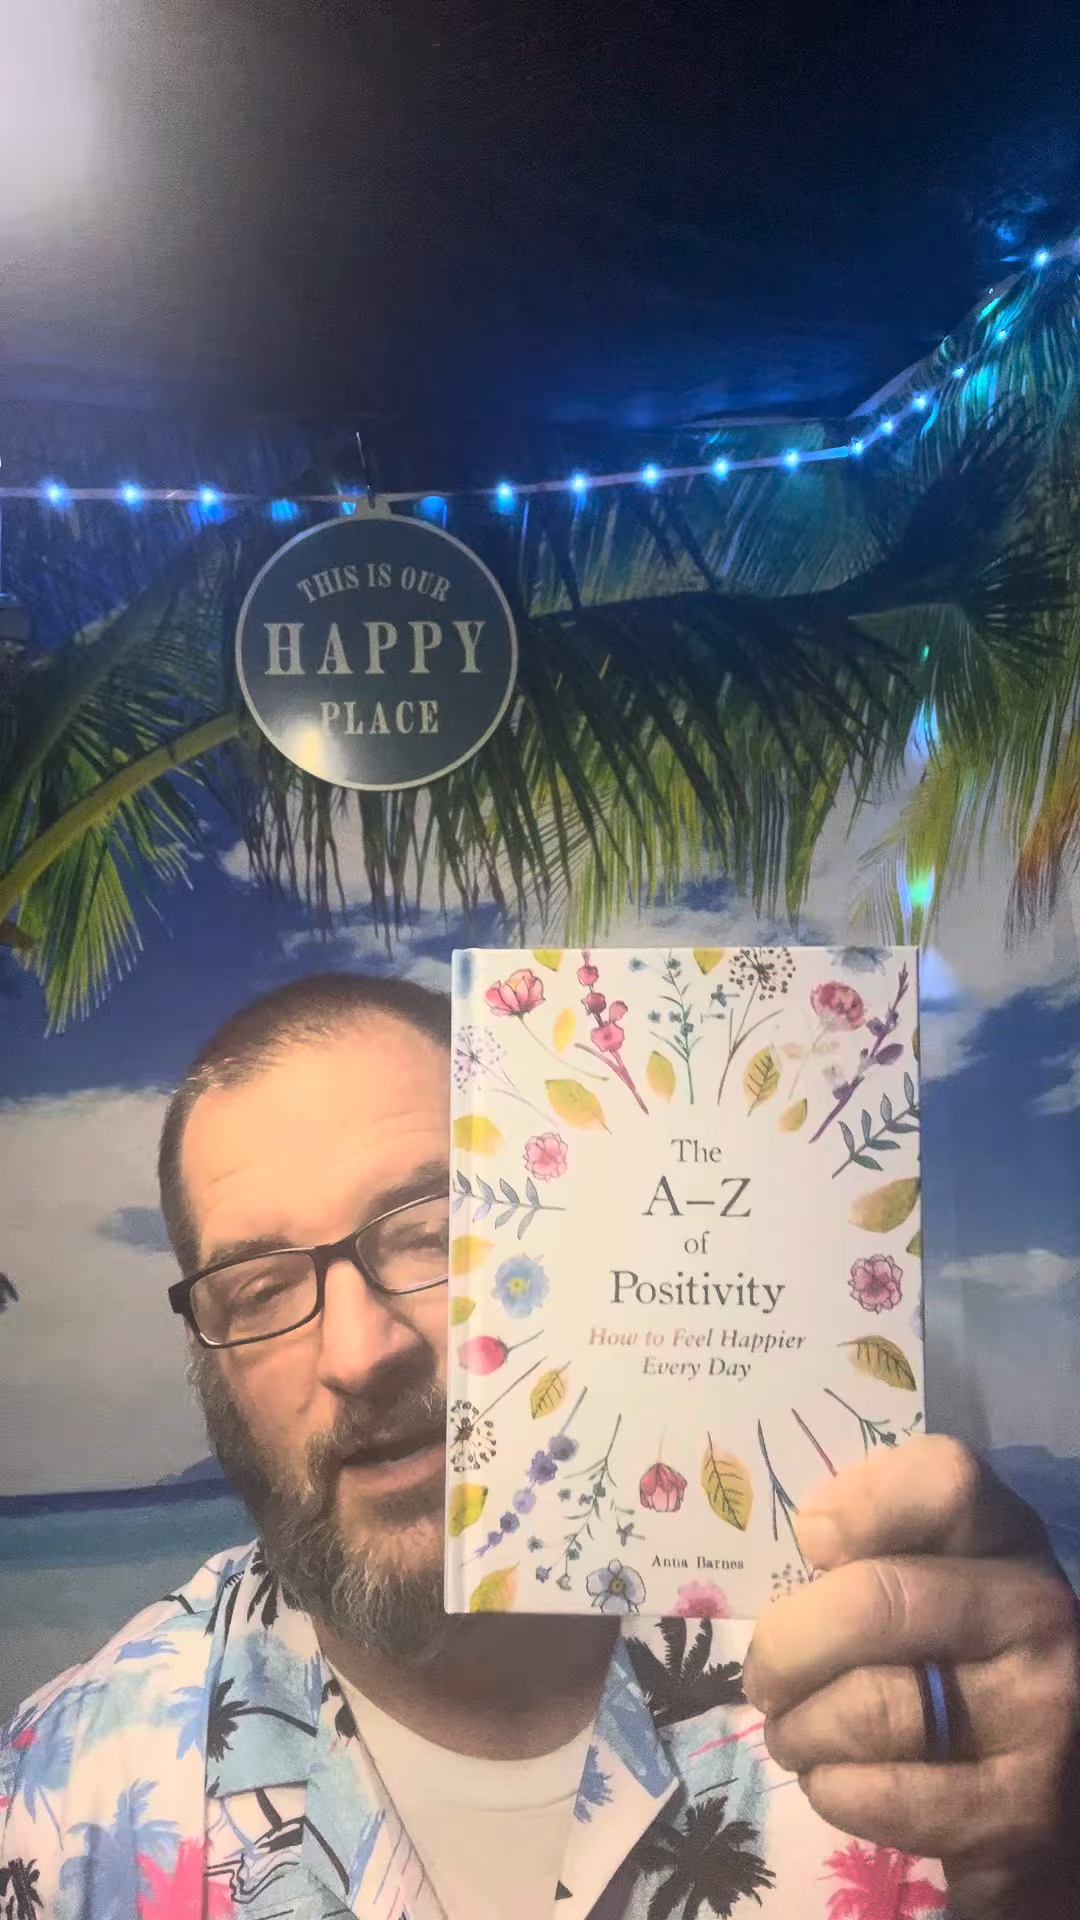 THIS IS OUR
HAPPY
PLACE
The
A–Z
of
Positivity
How to Feel Happier
Every Day
Anna Barnes